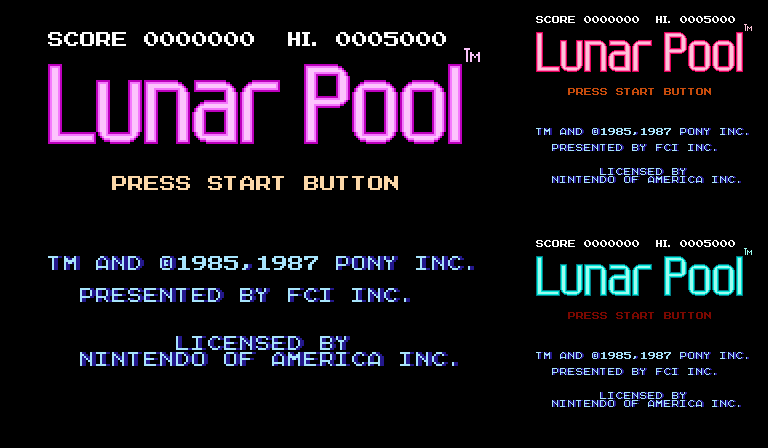 SCORE 0000000 HI. 0005000
Lunar Pool TM
PRESS START BUTTON
TM AND ©1985,1987 PONY INC.
PRESENTED BY FCI INC.
LICENSED BY
NINTENDO OF AMERICA INC.
SCORE 0000000 HI. 0005000
Lunar Pool TM
PRESS START BUTTON
TM AND ©1985,1987 PONY INC.
PRESENTED BY FCI INC.
LICENSED BY
NINTENDO OF AMERICA INC.
SCORE 0000000 HI. 0005000
Lunar Pool TM
PRESS START BUTTON
TM AND ©1985,1987 PONY INC.
PRESENTED BY FCI INC.
LICENSED BY
NINTENDO OF AMERICA INC.